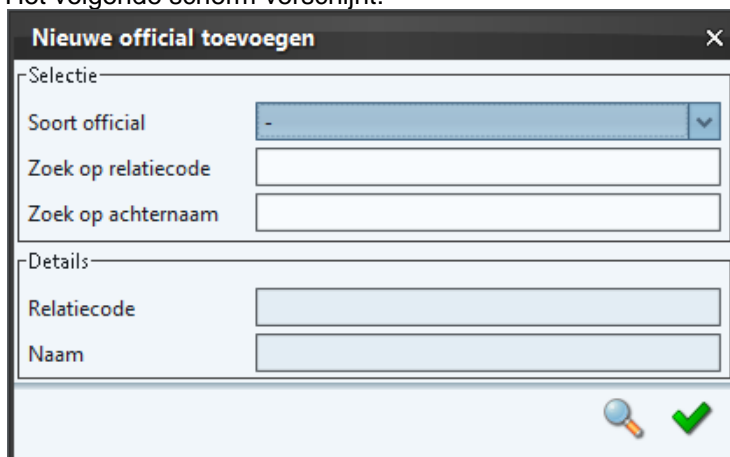 Het volgende scherm verschijnt:
Nieuwe official toevoegen
Selectie
Soort official -
Zoek op relatiecode
Zoek op achternaam
Details
Relatiecode
Naam